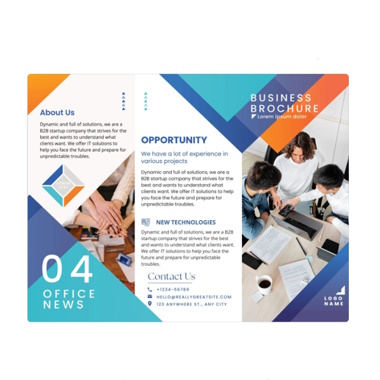 About Us
Dynamic and full of solutions, we are a
B2B startup company that strives for the
best and wants to understand what
clients want. We offer IT solutions to
help you face the future and prepare for
unpredictable troubles.
04
OFFICE
NEWS
OPPORTUNITY
We have a lot of experience in
various projects
Dynamic and full of solutions, we are a
B2B startup company that strives for the
best and wants to understand what
clients want. We offer IT solutions to
help you face the future and prepare for
unpredictable troubles.
NEW TECHNOLOGIES
Dynamic and full of solutions, we are a B2B
startup company that strives for the best
and wants to understand what clients want.
We offer IT solutions to help you face the
future and prepare for unpredictable
troubles.
Contact Us
+1234-56789
HELLO@REALLYGREATSITE.COM
123 ANYWHERE ST., ANY CITY
BUSINESS
BROCHURE
Lorem ipsum dolor
LOGO
NAME